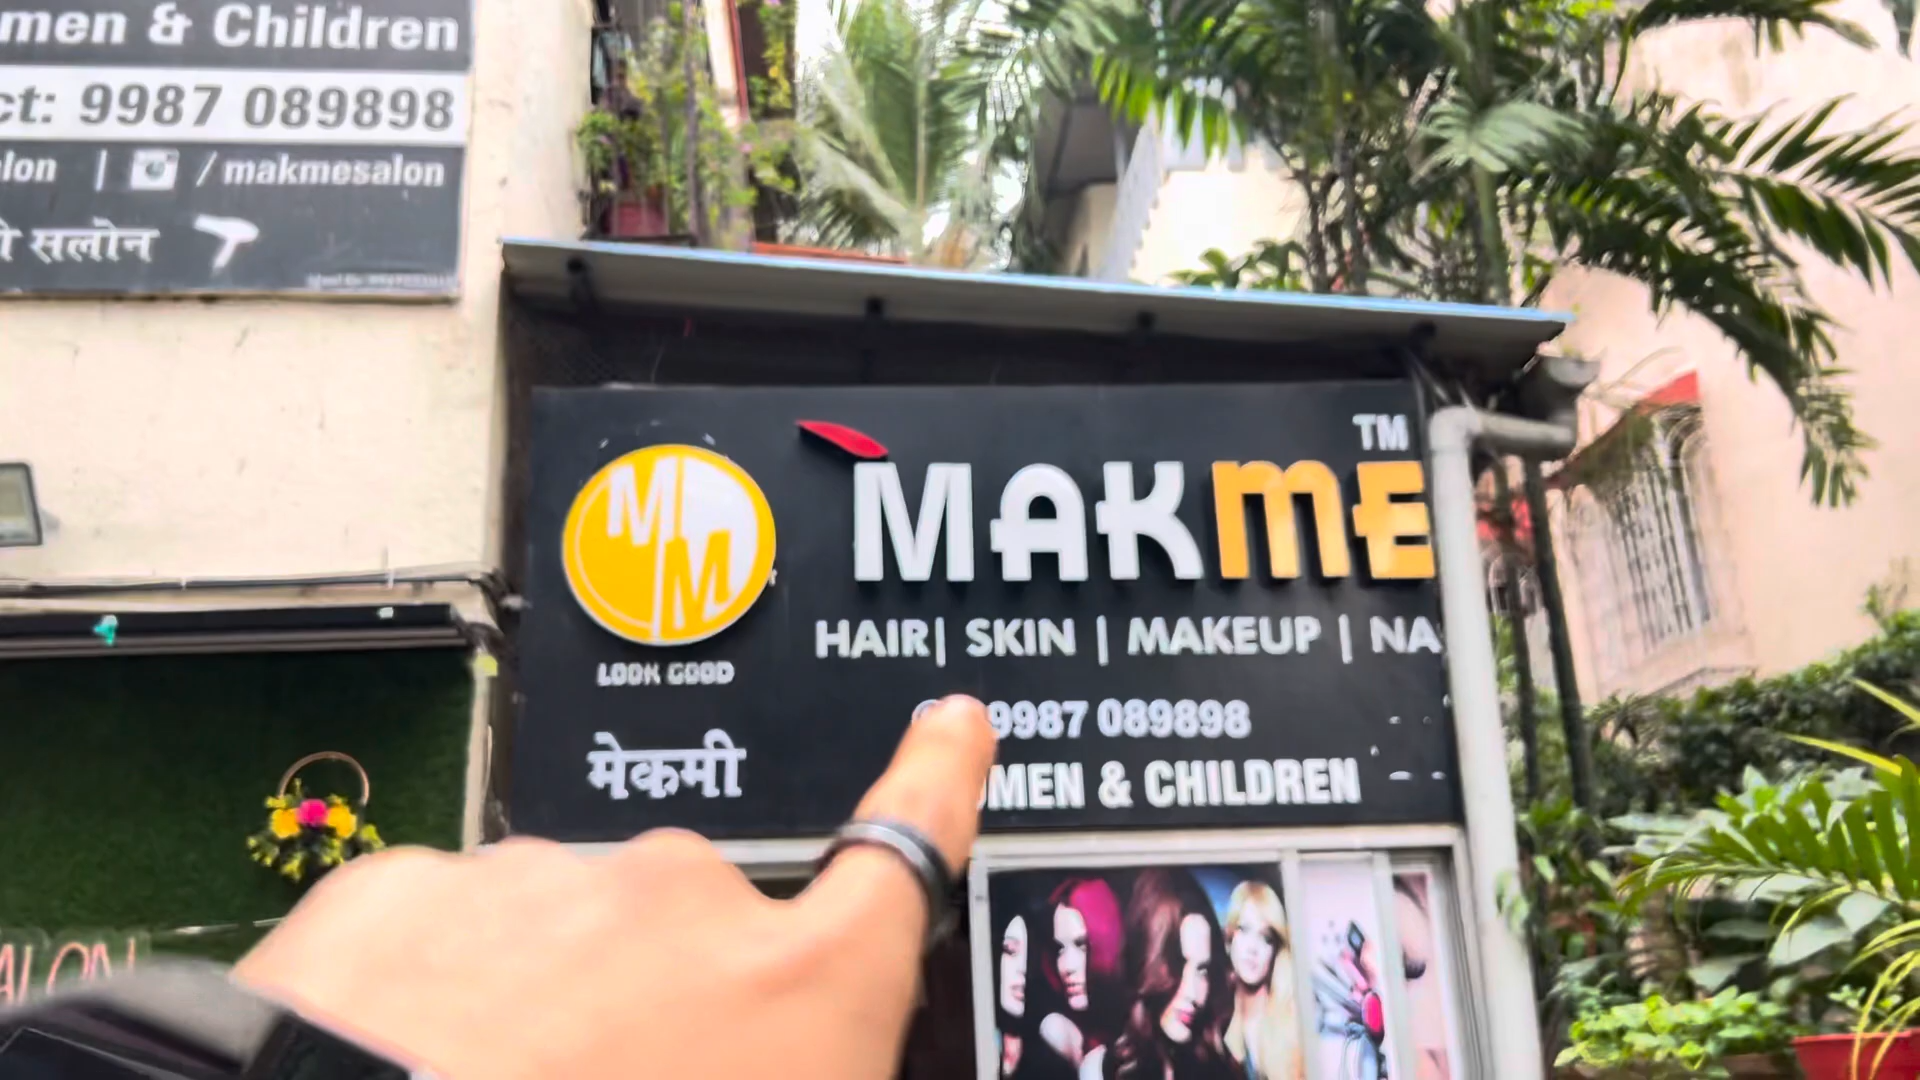 men & Children
ct: 9987 089898
lon | / makmesalon
सलोन
TM
MAKME
MM
HAIR| SKIN | MAKEUP | NA
LOOK GOOD
9987 089898
मेकमी
MEN & CHILDREN
ALON